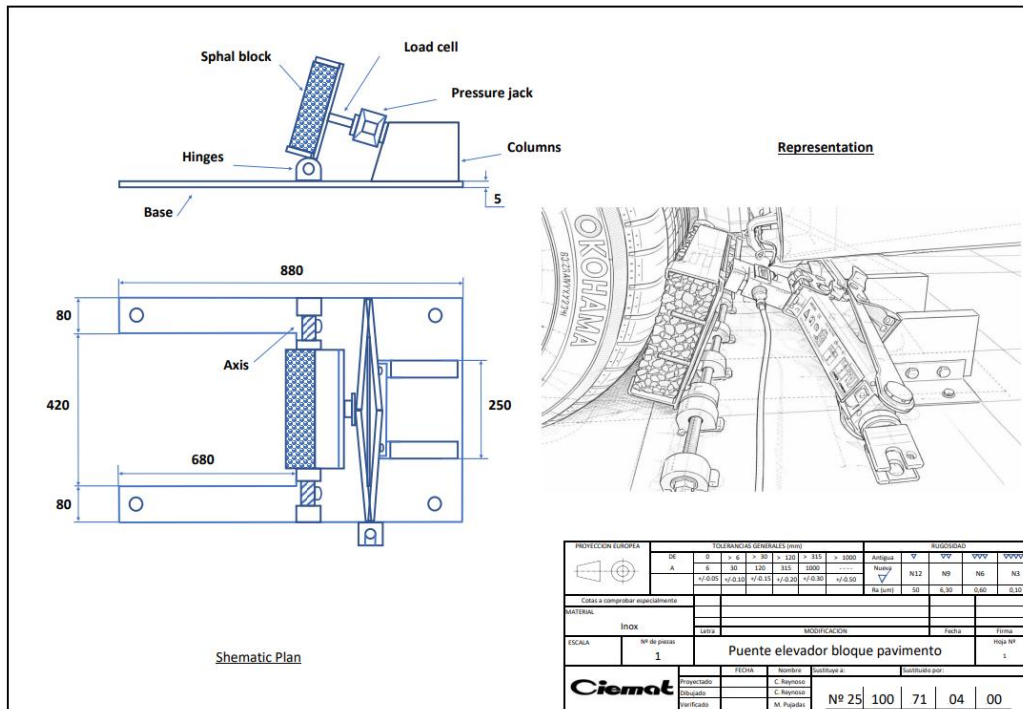 Sphal block
Load cell
Pressure jack
Hinges
Columns
Base
5
Representation
880
80
Axis
420
250
680
80
OKOHAMA
Shematic Plan
PROYECCION EUROPEA
TOLERANCIAS GENERALES (mm)
RUGOSIDAD
DE 0 > 6 > 30 > 120 > 315 > 1000 Antigua
A 6 30 120 315 1000 ---- Nueva N12 N9 N6 N3
+/-0.05 +/-0.10 +/-0.15 +/-0.20 +/-0.30 +/-0.50
Ra (um) 50 6,30 0,60 0,10
Cotas a comprobar especialmente
MATERIAL
Inox
Letra MODIFICACION Fecha Firma
ESCALA Nº de piezas Hoja Nº
1 Puente elevador bloque pavimento 1
FECHA Nombre Sustituye a: Sustituido por:
Ciemat
Proyectado C. Reynoso
Dibujado C. Reynoso
Verificado M. Pujadas
Nº 25 100 71 04 00